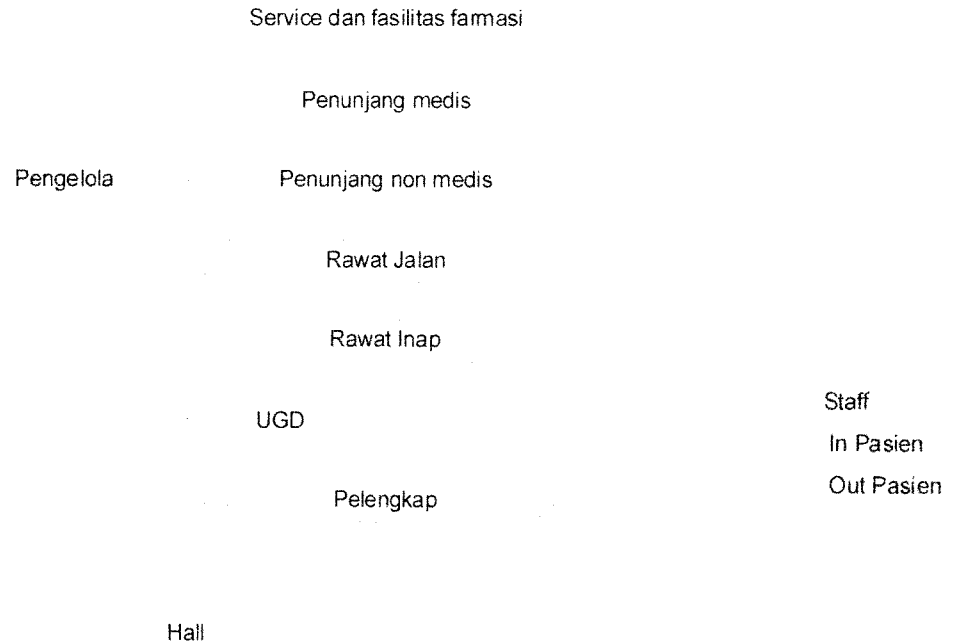 Service dan fasilitas farmasi
Penunjang medis
Pengelola
Penunjang non medis
Rawat Jalan
Rawat Inap
UGD
Staff
In Pasien
Out Pasien
Pelengkap
Hall